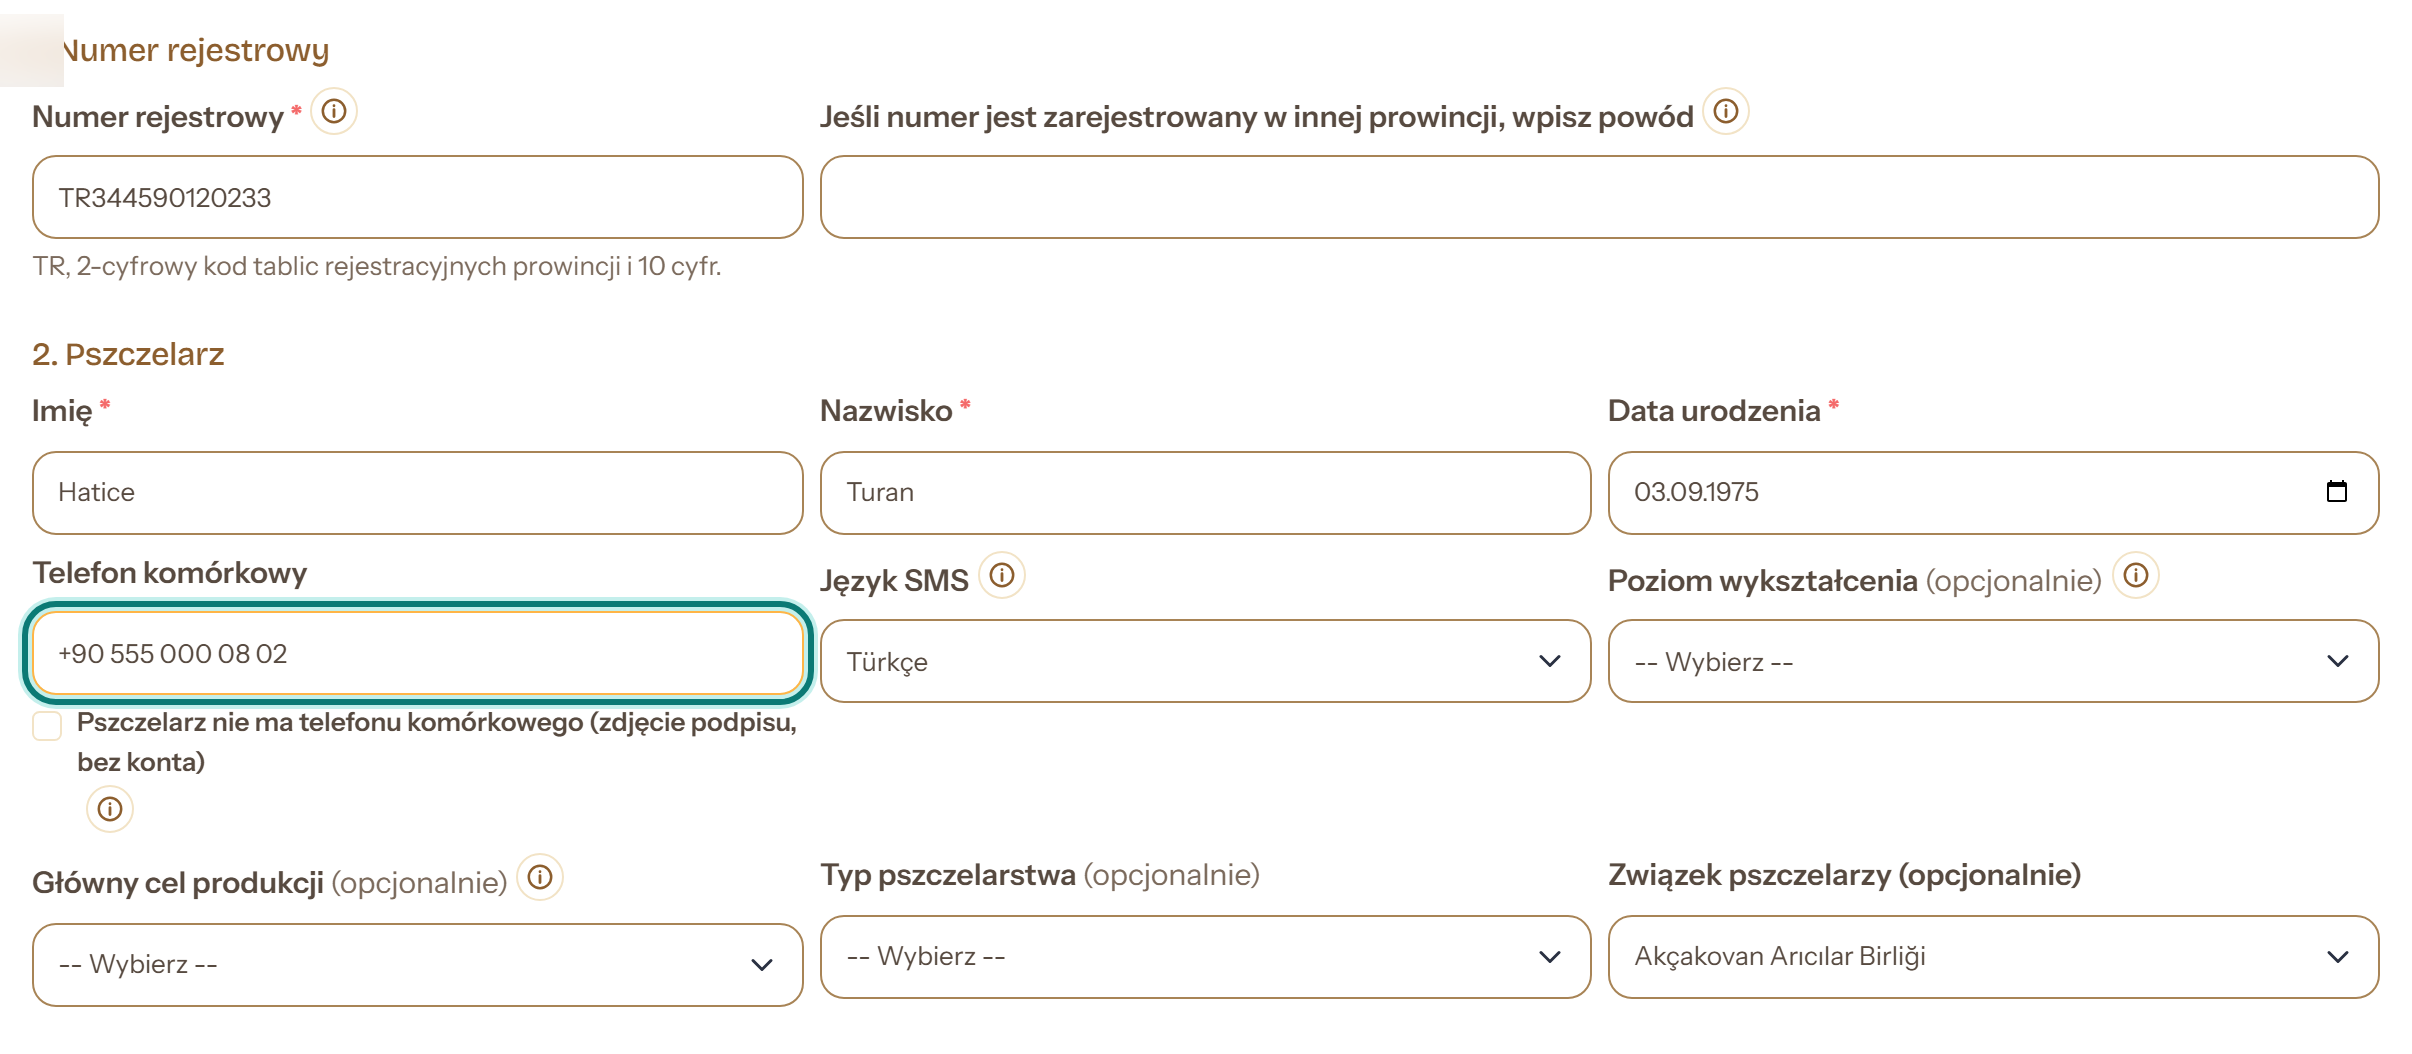 Numer rejestrowy
Numer rejestrowy *
Jeśli numer jest zarejestrowany w innej prowincji, wpisz powód
TR344590120233
TR, 2-cyfrowy kod tablic rejestracyjnych prowincji i 10 cyfr.
2. Pszczelarz
Imię *
Nazwisko *
Data urodzenia *
Hatice
Turan
03.09.1975
Telefon komórkowy
Język SMS
Poziom wykształcenia (opcjonalnie)
+90 555 000 08 02
Türkçe
-- Wybierz --
Pszczelarz nie ma telefonu komórkowego (zdjęcie podpisu,
bez konta)
Główny cel produkcji (opcjonalnie)
Typ pszczelarstwa (opcjonalnie)
Związek pszczelarzy (opcjonalnie)
-- Wybierz --
-- Wybierz --
Akçakovan Arıcılar Birliği